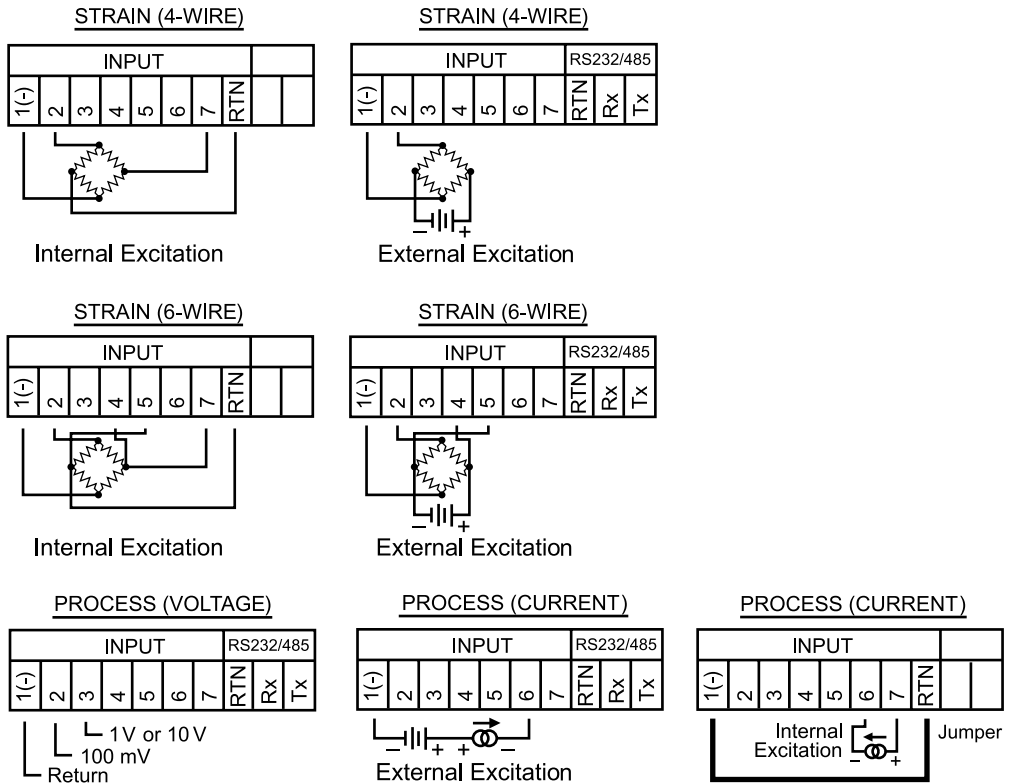 STRAIN (4-WIRE)
INPUT
1(-) 2 3 4 5 6 7 RTN
Internal Excitation
STRAIN (4-WIRE)
INPUT RS232/485
1(-) 2 3 4 5 6 7 RTN Rx Tx
– +
External Excitation
STRAIN (6-WIRE)
INPUT
1(-) 2 3 4 5 6 7 RTN
Internal Excitation
STRAIN (6-WIRE)
INPUT RS232/485
1(-) 2 3 4 5 6 7 RTN Rx Tx
– +
External Excitation
PROCESS (VOLTAGE)
INPUT RS232/485
1(-) 2 3 4 5 6 7 RTN Rx Tx
1V or 10V
100 mV
Return
PROCESS (CURRENT)
INPUT RS232/485
1(-) 2 3 4 5 6 7 RTN Rx Tx
– + + –
External Excitation
PROCESS (CURRENT)
INPUT
1(-) 2 3 4 5 6 7 RTN
Internal
Excitation
– +
Jumper